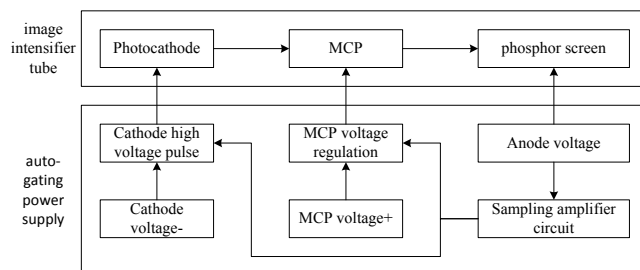 image
intensifier
tube
Photocathode
MCP
phosphor screen
auto-
gating
power
supply
Cathode high
voltage pulse
MCP voltage
regulation
Anode voltage
Cathode
voltage-
MCP voltage+
Sampling amplifier
circuit